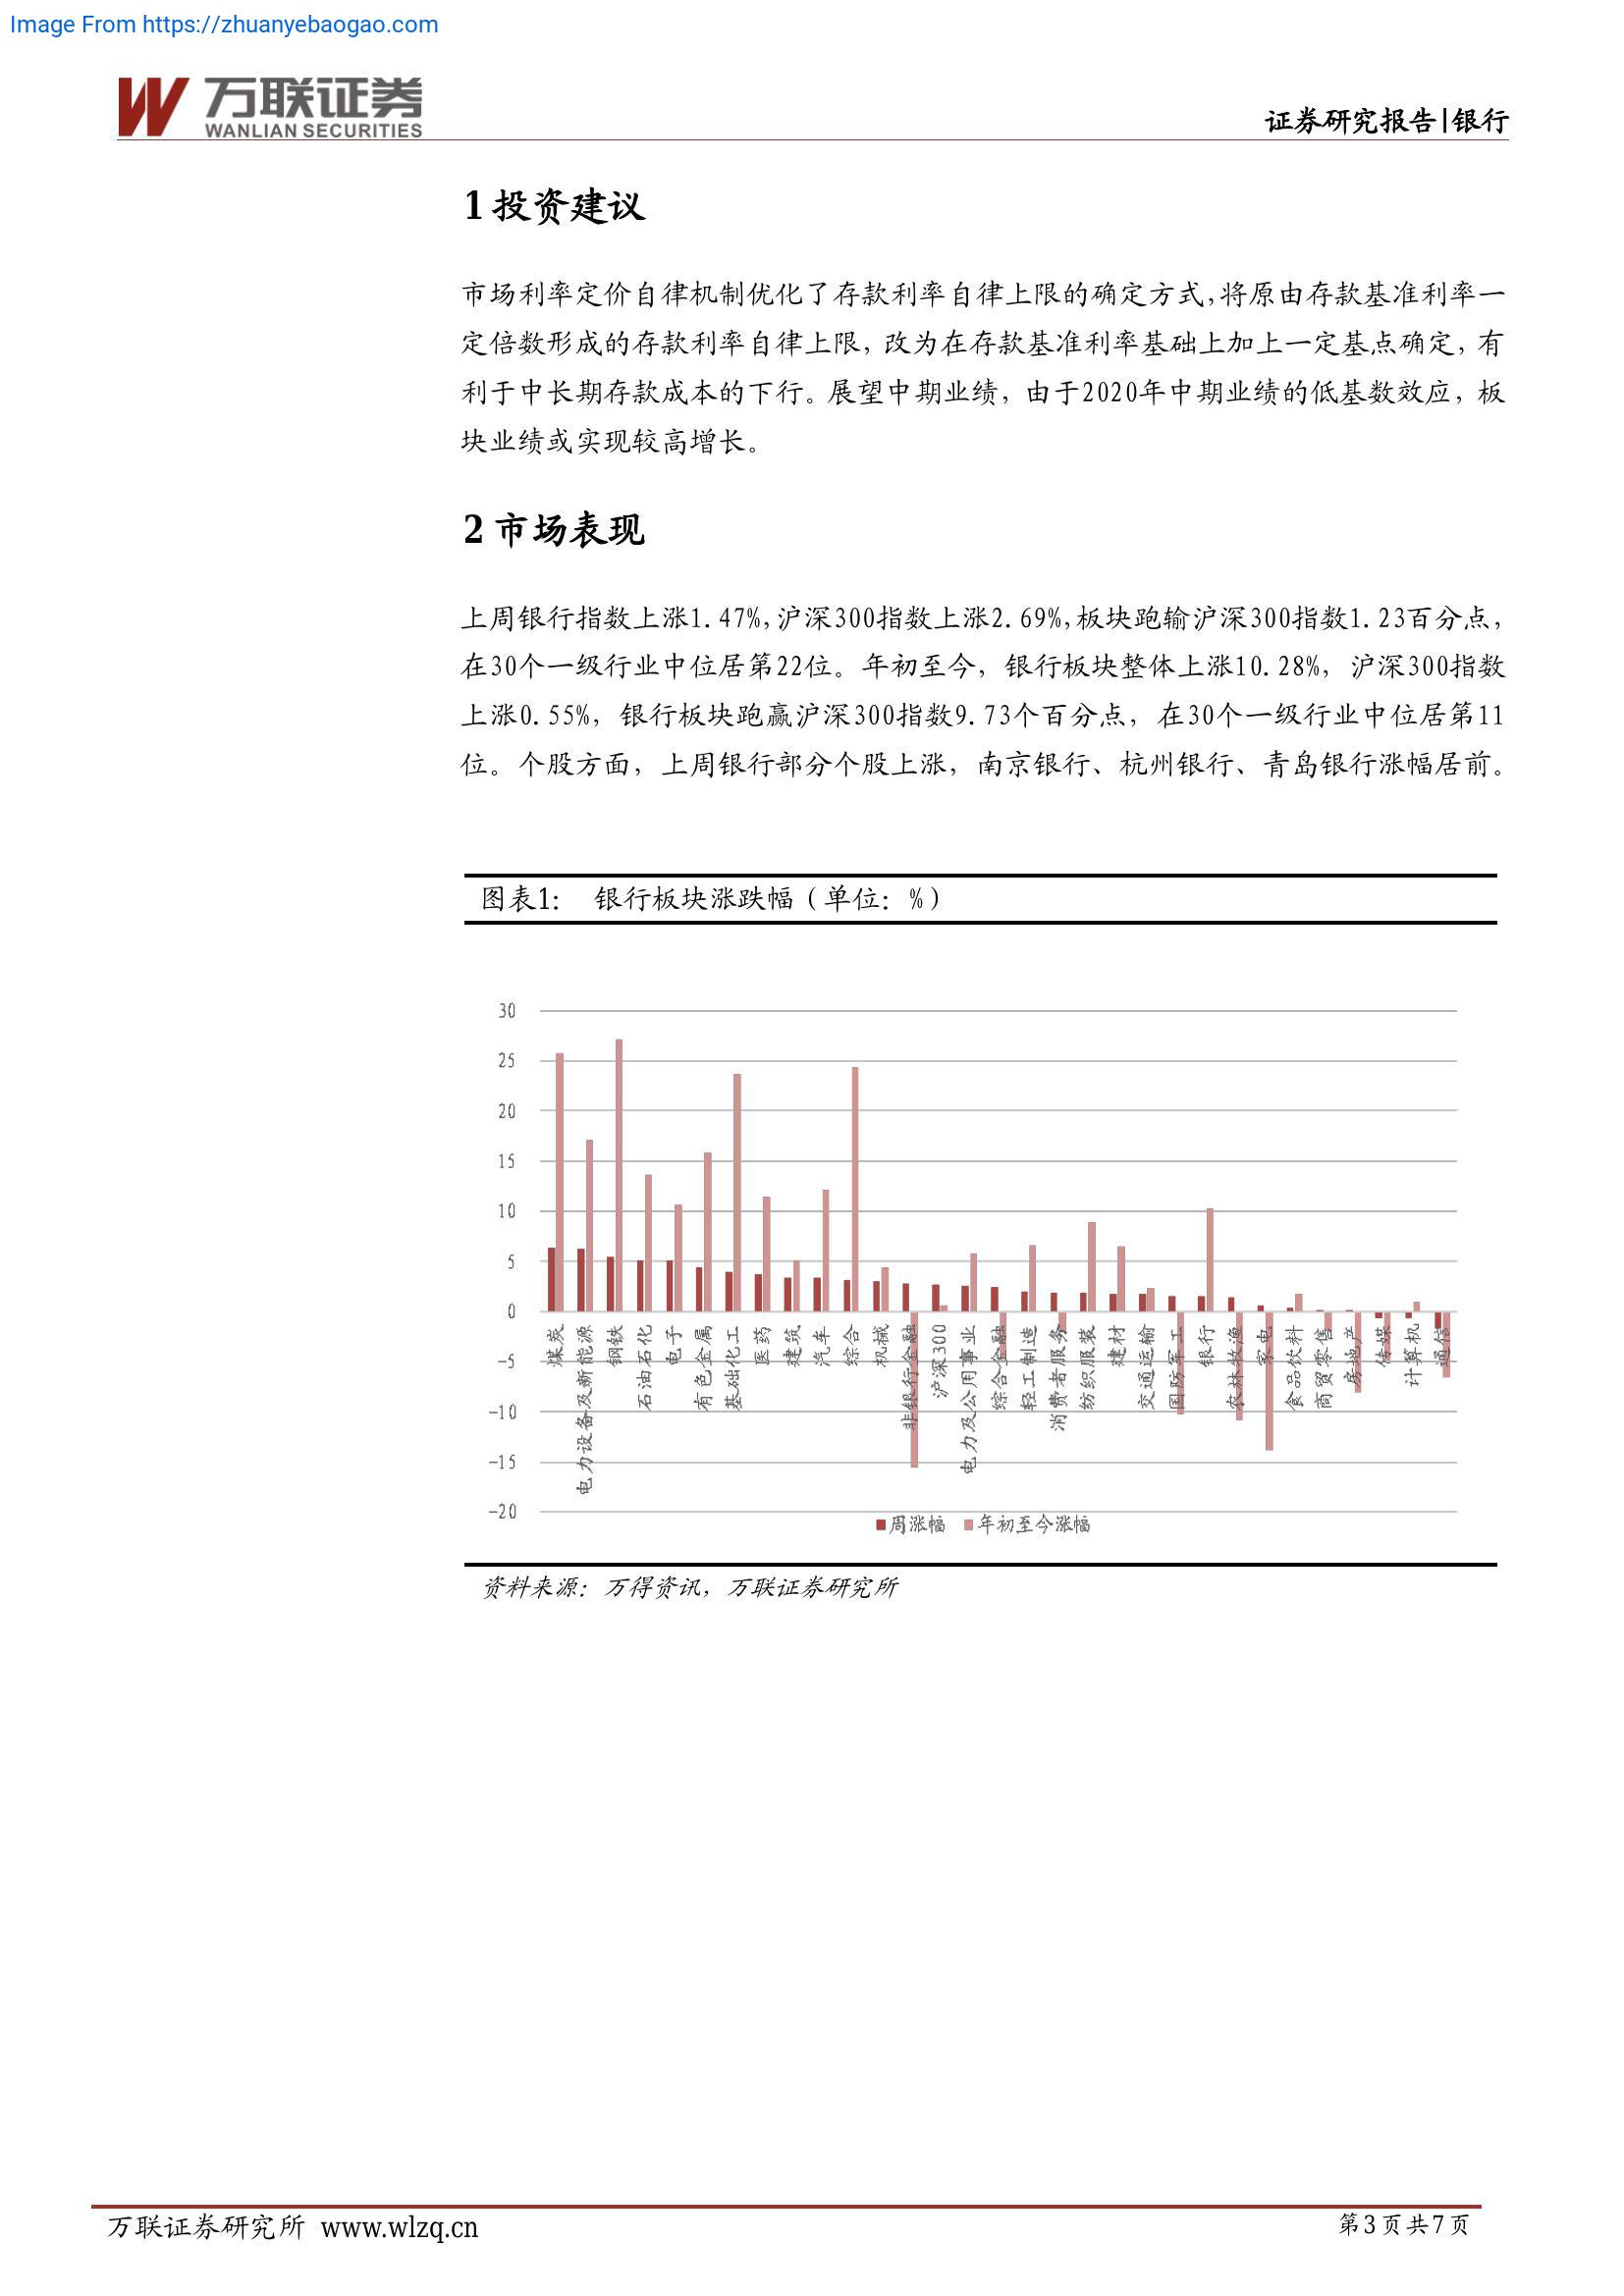 Image From https://zhuanyebaogao.com
万联证券
WANLIAN SECURITIES
证券研究报告|银行
1 投资建议
市场利率定价自律机制优化了存款利率自律上限的确定方式,将原由存款基准利率一
定倍数形成的存款利率自律上限，改为在存款基准利率基础上加上一定基点确定，有
利于中长期存款成本的下行。展望中期业绩，由于2020年中期业绩的低基数效应，板
块业绩或实现较高增长。
2 市场表现
上周银行指数上涨1.47%,沪深300指数上涨2.69%,板块跑输沪深300指数1.23百分点，
在30个一级行业中位居第22位。年初至今，银行板块整体上涨10.28%，沪深300指数
上涨0.55%，银行板块跑赢沪深300指数9.73个百分点，在30个一级行业中位居第11
位。个股方面，上周银行部分个股上涨，南京银行、杭州银行、青岛银行涨幅居前。
图表1： 银行板块涨跌幅（单位：%）
30
25
20
15
10
5
0
-5
-10
-15
-20
煤炭
电力设备及新能源
钢铁
石油石化
电子
有色金属
基础化工
医药
建筑
汽车
综合
机械
非银行金融
沪深300
电力及公用事业
综合金融
轻工制造
消费者服务
纺织服装
建材
交通运输
国防军工
银行
农林牧渔
家电
食品饮料
商贸零售
房地产
传媒
计算机
通信
周涨幅 年初至今涨幅
资料来源：万得资讯，万联证券研究所
万联证券研究所 www.wlzq.cn
第3页共7页